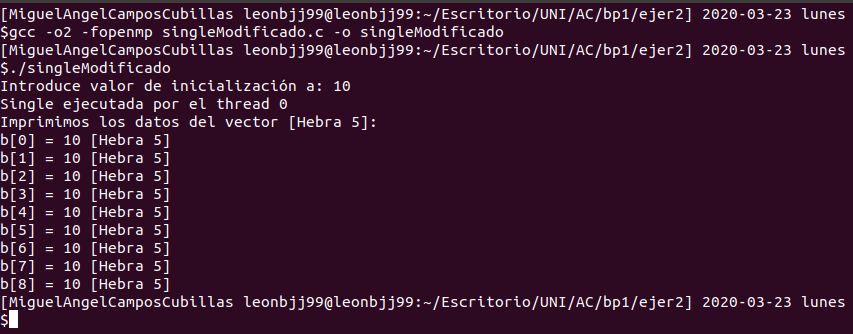 [MiguelAngelCamposCubillas leonbjj99@leonbjj99:~/Escritorio/UNI/AC/bp1/ejer2] 2020-03-23 lunes
$gcc -o2 -fopenmp singleModificado.c -o singleModificado
[MiguelAngelCamposCubillas leonbjj99@leonbjj99:~/Escritorio/UNI/AC/bp1/ejer2] 2020-03-23 lunes
$./singleModificado
Introduce valor de inicialización a: 10
Single ejecutada por el thread 0
Imprimimos los datos del vector [Hebra 5]:
b[0] = 10 [Hebra 5]
b[1] = 10 [Hebra 5]
b[2] = 10 [Hebra 5]
b[3] = 10 [Hebra 5]
b[4] = 10 [Hebra 5]
b[5] = 10 [Hebra 5]
b[6] = 10 [Hebra 5]
b[7] = 10 [Hebra 5]
b[8] = 10 [Hebra 5]
[MiguelAngelCamposCubillas leonbjj99@leonbjj99:~/Escritorio/UNI/AC/bp1/ejer2] 2020-03-23 lunes
$